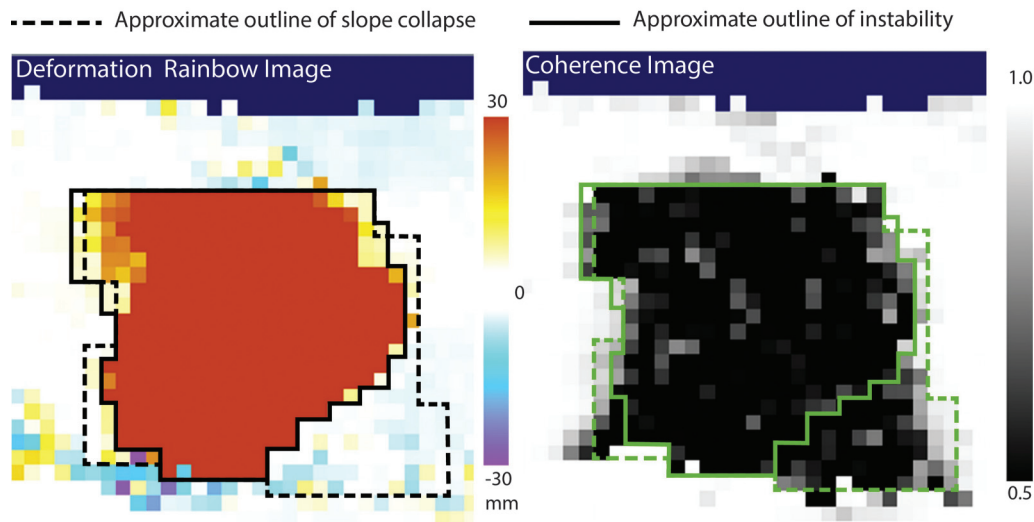 Approximate outline of slope collapse
Approximate outline of instability
Deformation Rainbow Image
30
0
-30
mm
Coherence Image
1.0
0.5